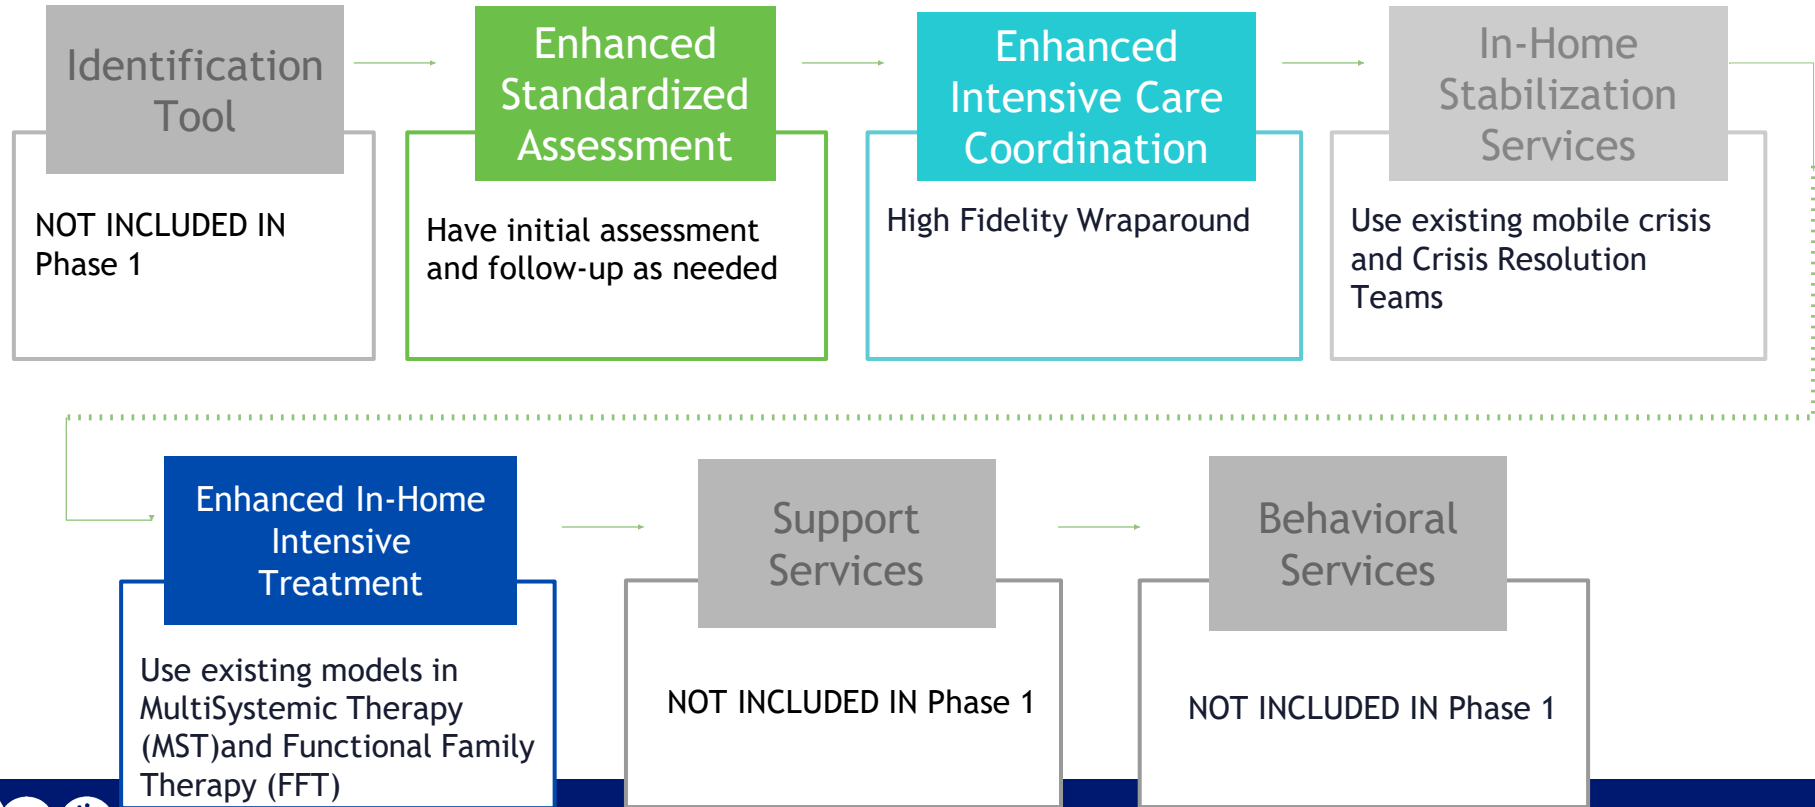 Identification
Tool
NOT INCLUDED IN
Phase 1
Enhanced
Standardized
Assessment
Have initial assessment
and follow-up as needed
Enhanced
Intensive Care
Coordination
High Fidelity Wraparound
In-Home
Stabilization
Services
Use existing mobile crisis
and Crisis Resolution
Teams
Enhanced In-Home
Intensive
Treatment
Use existing models in
MultiSystemic Therapy
(MST)and Functional Family
Therapy (FFT)
Support
Services
NOT INCLUDED IN Phase 1
Behavioral
Services
NOT INCLUDED IN Phase 1